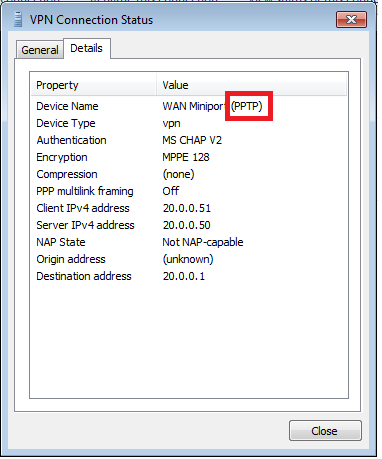 VPN Connection Status
General Details
Property Value
Device Name WAN Miniport (PPTP)
Device Type vpn
Authentication MS CHAP V2
Encryption MPPE 128
Compression (none)
PPP multilink framing Off
Client IPv4 address 20.0.0.51
Server IPv4 address 20.0.0.50
NAP State Not NAP-capable
Origin address (unknown)
Destination address 20.0.0.1
Close